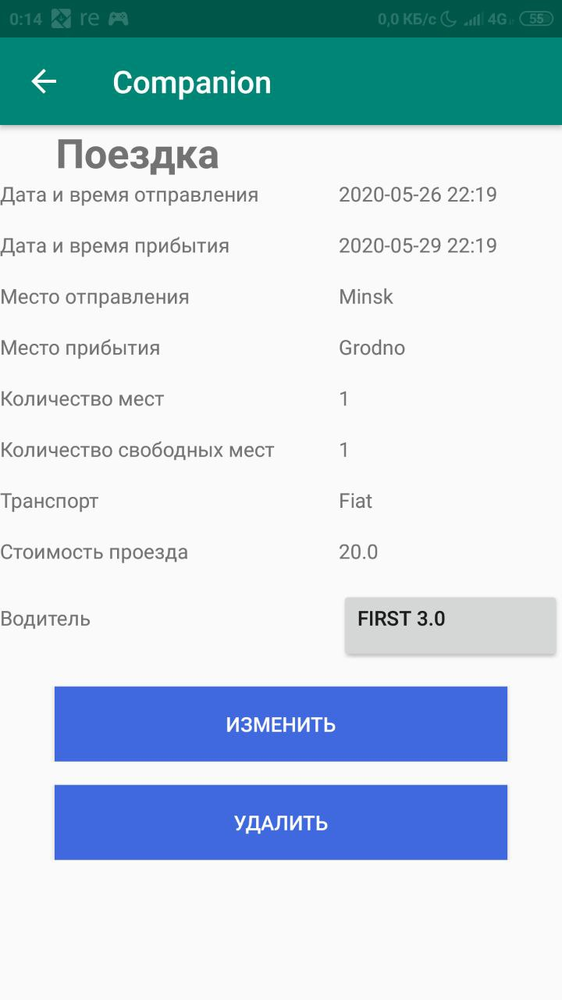 0:14 re 0,0 КБ/с 4G 55
Companion
Поездка
Дата и время отправления 2020-05-26 22:19
Дата и время прибытия 2020-05-29 22:19
Место отправления Minsk
Место прибытия Grodno
Количество мест 1
Количество свободных мест 1
Транспорт Fiat
Стоимость проезда 20.0
Водитель FIRST 3.0
ИЗМЕНИТЬ
УДАЛИТЬ